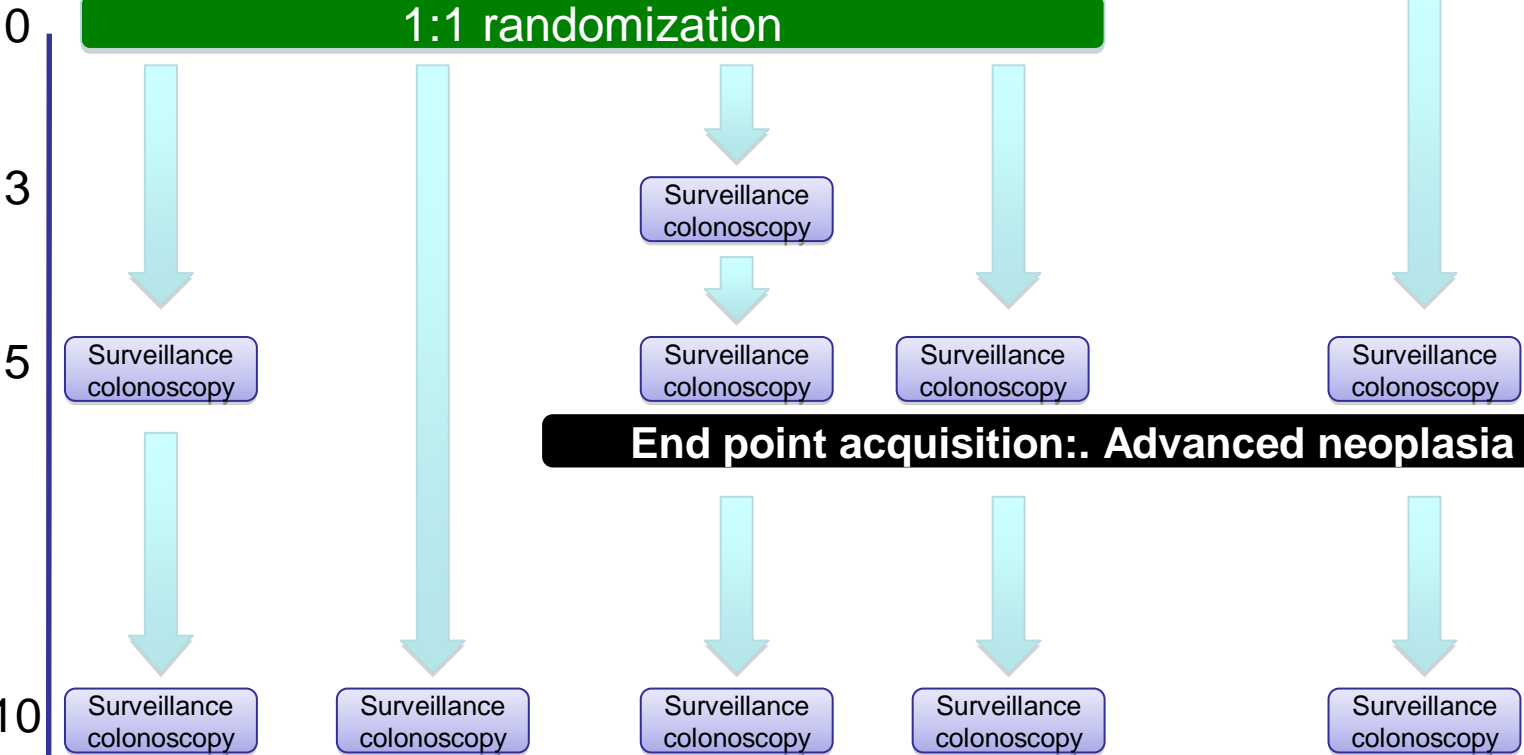 0
1:1 randomization
3
Surveillance
colonoscopy
5
Surveillance
colonoscopy
Surveillance
colonoscopy
Surveillance
colonoscopy
Surveillance
colonoscopy
End point acquisition:. Advanced neoplasia
10
Surveillance
colonoscopy
Surveillance
colonoscopy
Surveillance
colonoscopy
Surveillance
colonoscopy
Surveillance
colonoscopy